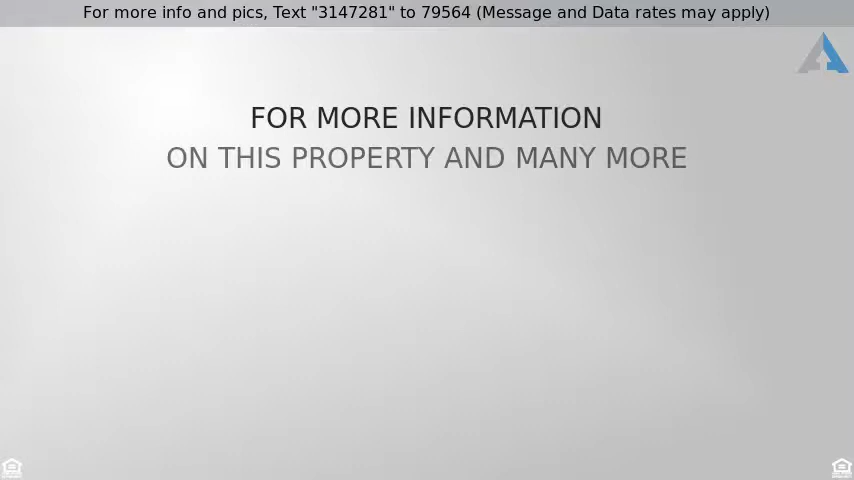 For more info and pics, Text "3147281" to 79564 (Message and Data rates may apply)
FOR MORE INFORMATION
ON THIS PROPERTY AND MANY MORE